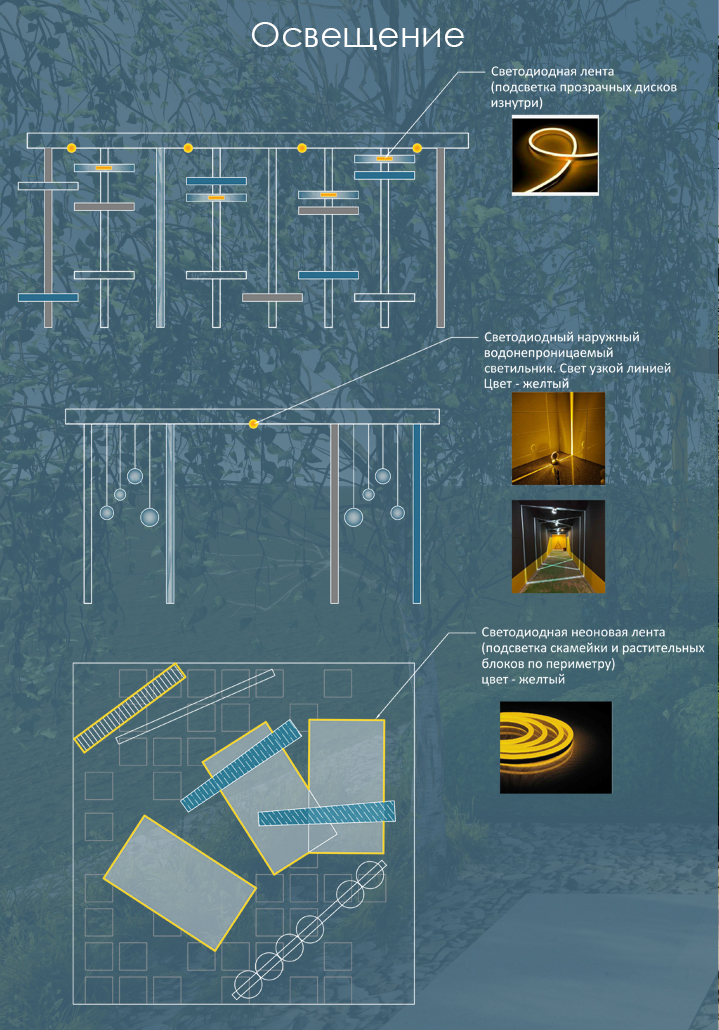 Освещение
Светодиодная лента
(подсветка прозрачных дисков
изнутри)
Светодиодный наружный
водонепроницаемый
светильник. Свет узкой линией
Цвет - желтый
Светодиодная неоновая лента
(подсветка скамейки и растительных
блоков по периметру)
цвет - желтый